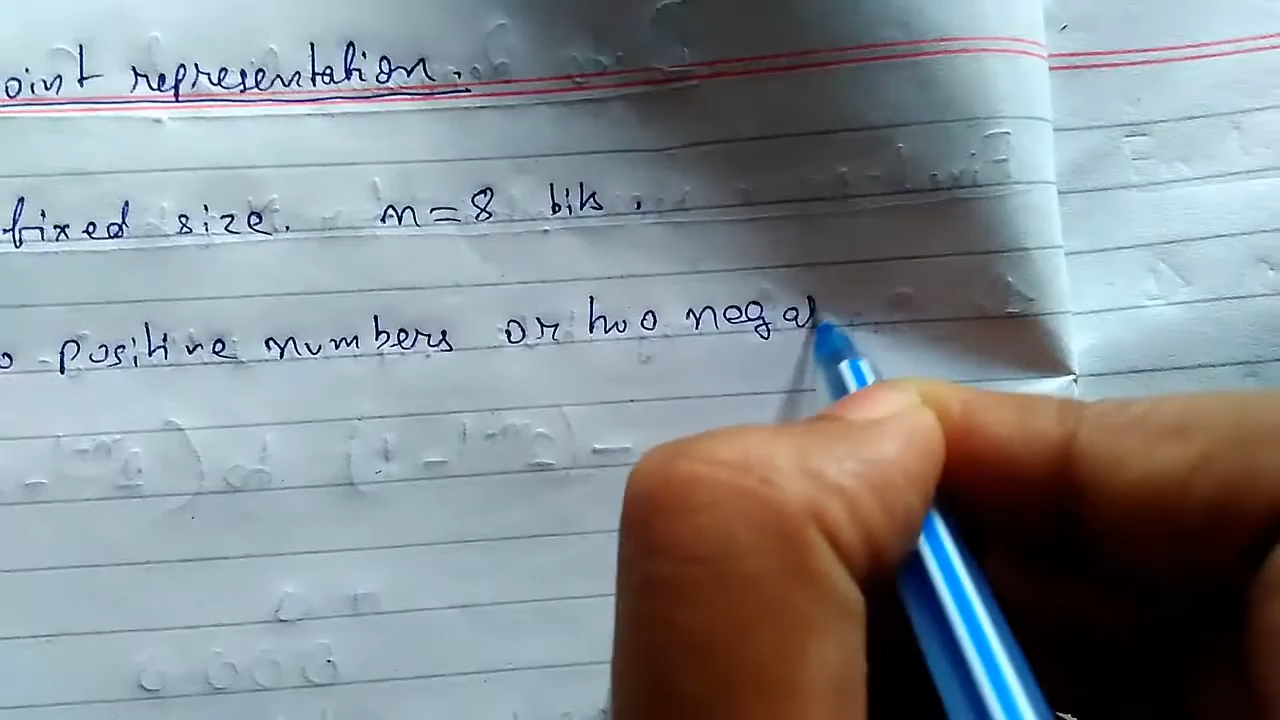 oint representation.
fixed size. n=8 bits.
o positive numbers or two negat